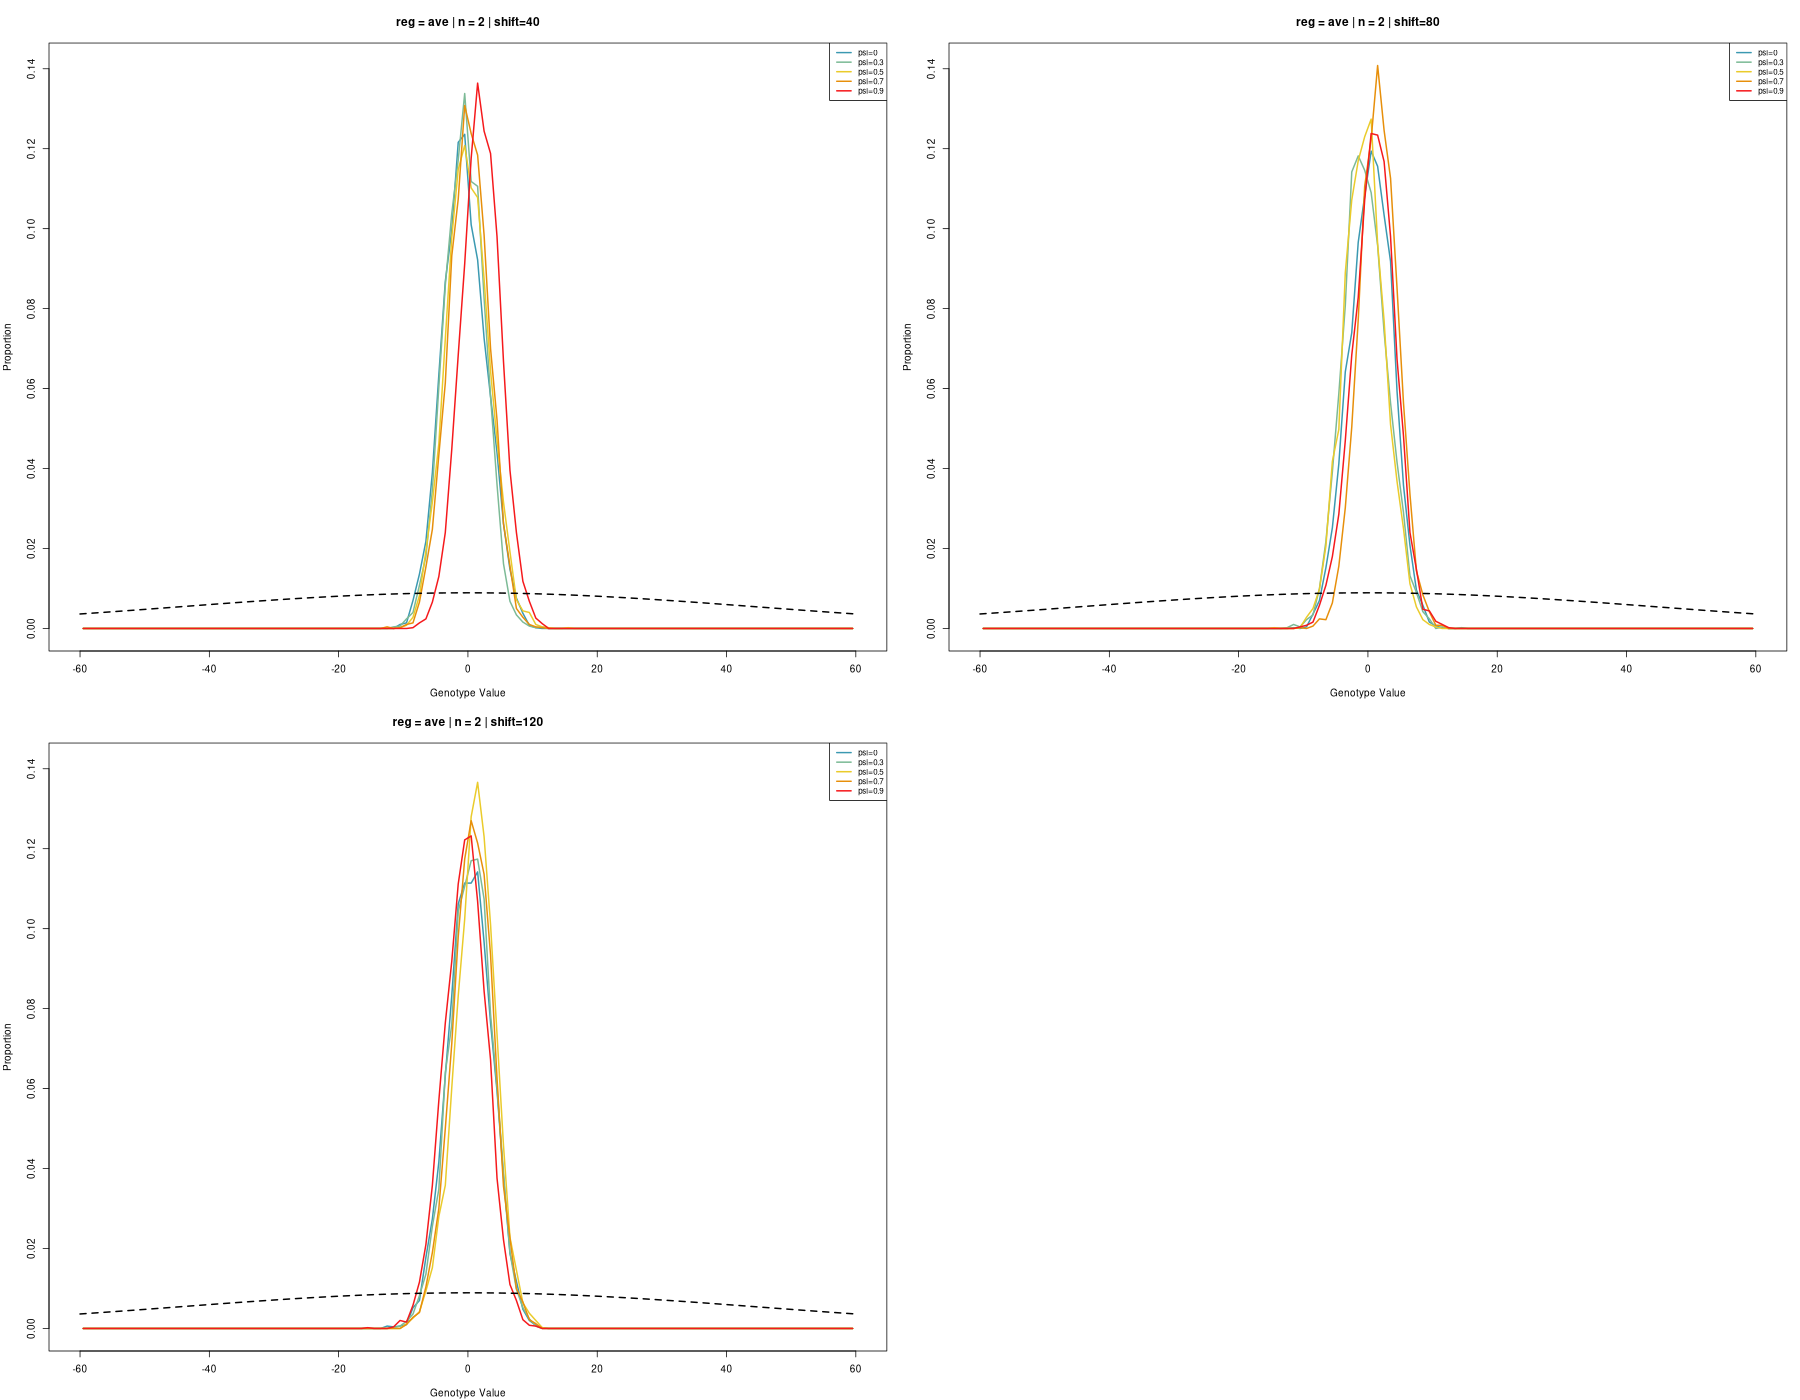 reg = ave | n = 2 | shift=40
psi=0
psi=0.3
psi=0.5
psi=0.7
psi=0.9
0.14
0.12
0.10
0.08
0.06
0.04
0.02
0.00
Proportion
-60 -40 -20 0 20 40 60
Genotype Value
reg = ave | n = 2 | shift=80
psi=0
psi=0.3
psi=0.5
psi=0.7
psi=0.9
0.14
0.12
0.10
0.08
0.06
0.04
0.02
0.00
Proportion
-60 -40 -20 0 20 40 60
Genotype Value
reg = ave | n = 2 | shift=120
psi=0
psi=0.3
psi=0.5
psi=0.7
psi=0.9
0.14
0.12
0.10
0.08
0.06
0.04
0.02
0.00
Proportion
-60 -40 -20 0 20 40 60
Genotype Value